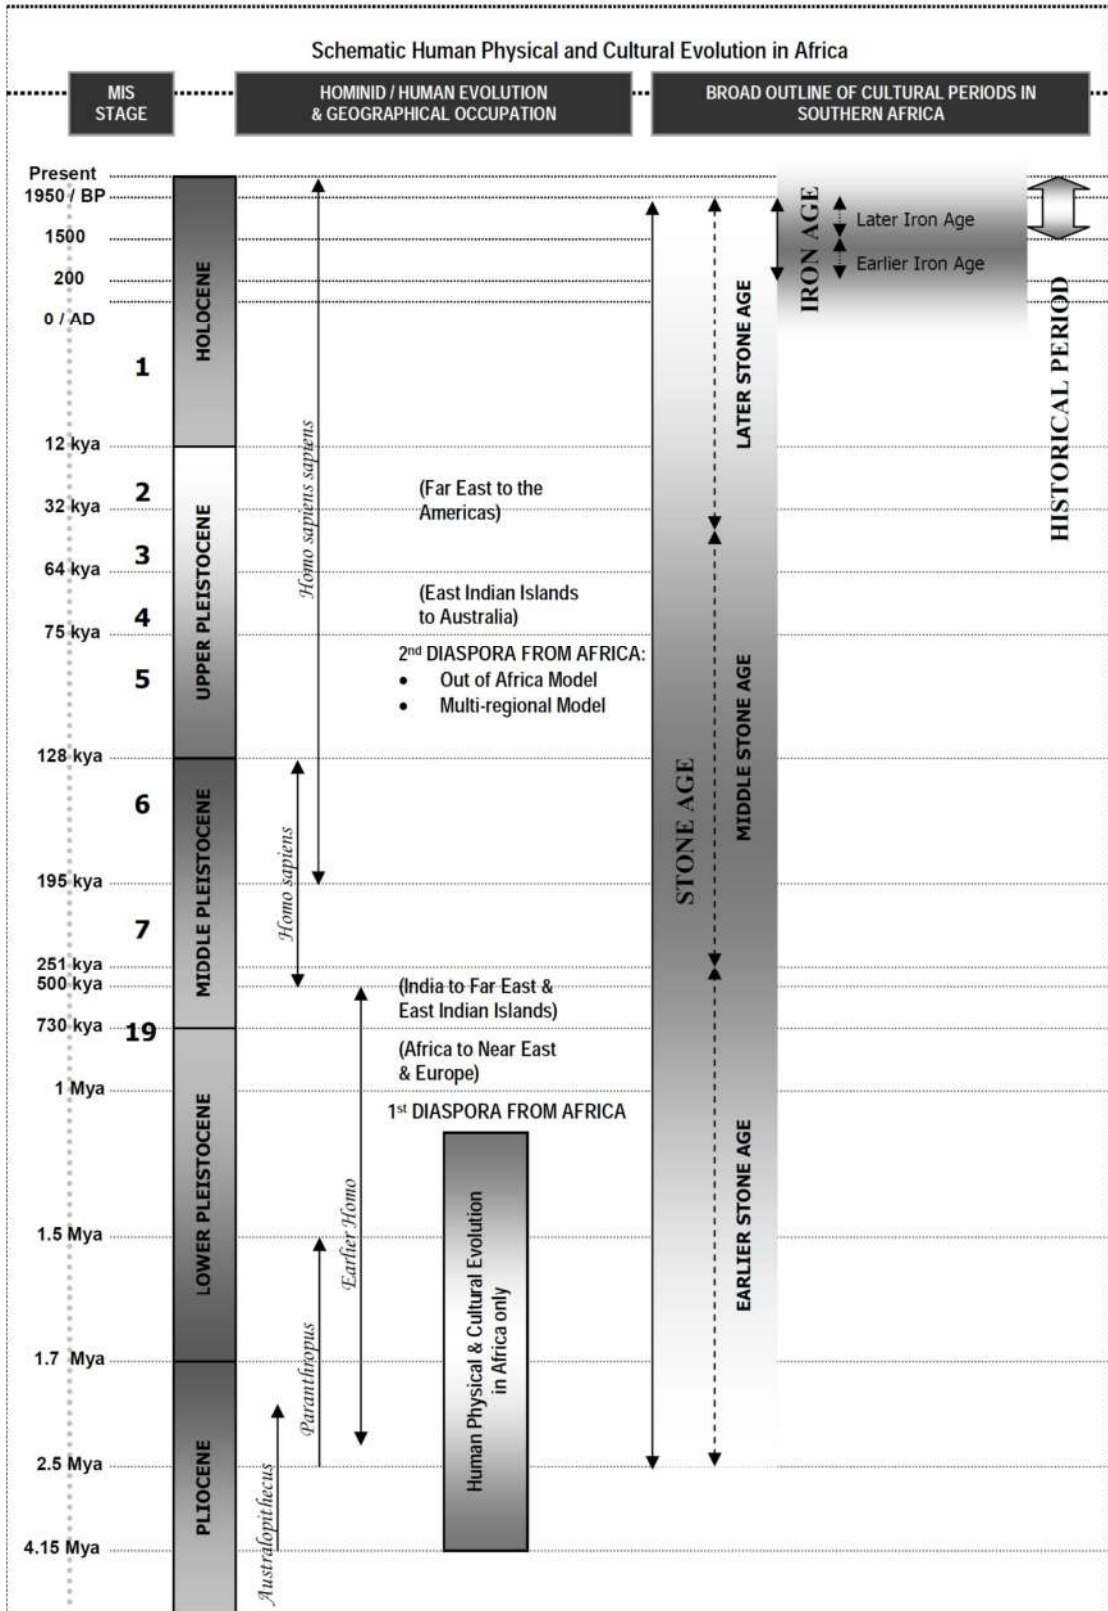 Schematic Human Physical and Cultural Evolution in Africa
MIS
STAGE
HOMINID / HUMAN EVOLUTION
& GEOGRAPHICAL OCCUPATION
BROAD OUTLINE OF CULTURAL PERIODS IN
SOUTHERN AFRICA
Present
1950 / BP
1500
200
0 / AD
1
12 kya
2
32 kya
3
64 kya
4
75 kya
5
128 kya
6
195 kya
7
251 kya
500 kya
730 kya
19
1 Mya
1.5 Mya
1.7 Mya
2.5 Mya
4.15 Mya
HOLOCENE
UPPER PLEISTOCENE
MIDDLE PLEISTOCENE
LOWER PLEISTOCENE
PLIOCENE
Homo sapiens sapiens
Homo sapiens
Earlier Homo
Paranthropus
Australopithecus
(Far East to the
Americas)
(East Indian Islands
to Australia)
2nd DIASPORA FROM AFRICA:
• Out of Africa Model
• Multi-regional Model
(India to Far East &
East Indian Islands)
(Africa to Near East
& Europe)
1st DIASPORA FROM AFRICA
Human Physical & Cultural Evolution
in Africa only
STONE AGE
LATER STONE AGE
MIDDLE STONE AGE
EARLIER STONE AGE
IRON AGE
Later Iron Age
Earlier Iron Age
HISTORICAL PERIOD